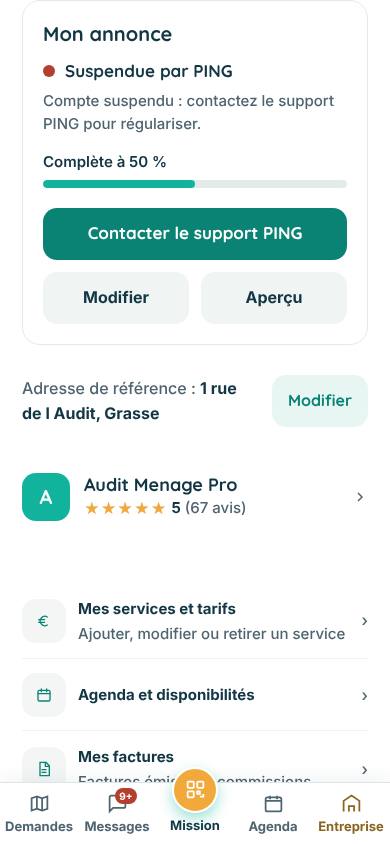 Mon annonce
Suspendue par PING
Compte suspendu : contactez le support
PING pour régulariser.
Complète à 50 %
Contacter le support PING
Modifier
Aperçu
Adresse de référence : 1 rue
de l Audit, Grasse
Modifier
A
Audit Menage Pro
★★★★★ 5 (67 avis)
€
Mes services et tarifs
Ajouter, modifier ou retirer un service
Agenda et disponibilités
Mes factures
Factures
commissions
9+
Demandes
Messages
Mission
Agenda
Entreprise